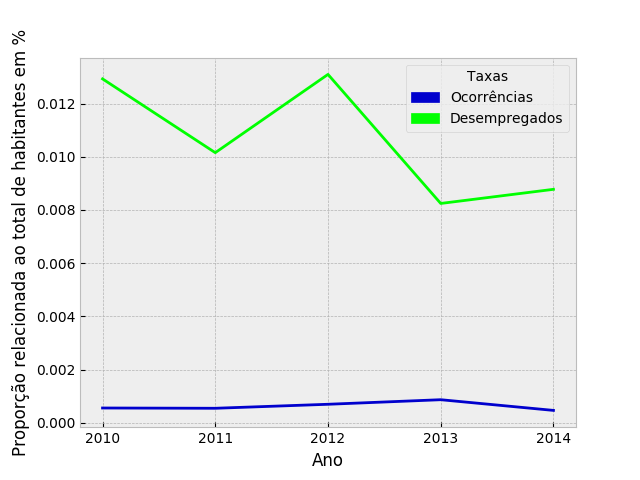 Proporção relacionada ao total de habitantes em %
0.012
0.010
0.008
0.006
0.004
0.002
0.000
Taxas
Ocorrências
Desempregados
2010 2011 2012 2013 2014
Ano